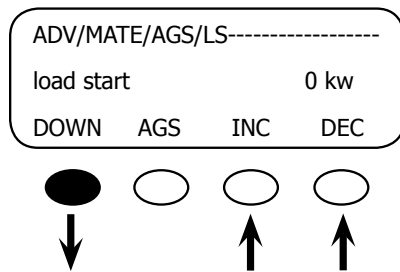 ADV/MATE/AGS/LS------------------
load start 0 kw
DOWN AGS INC DEC